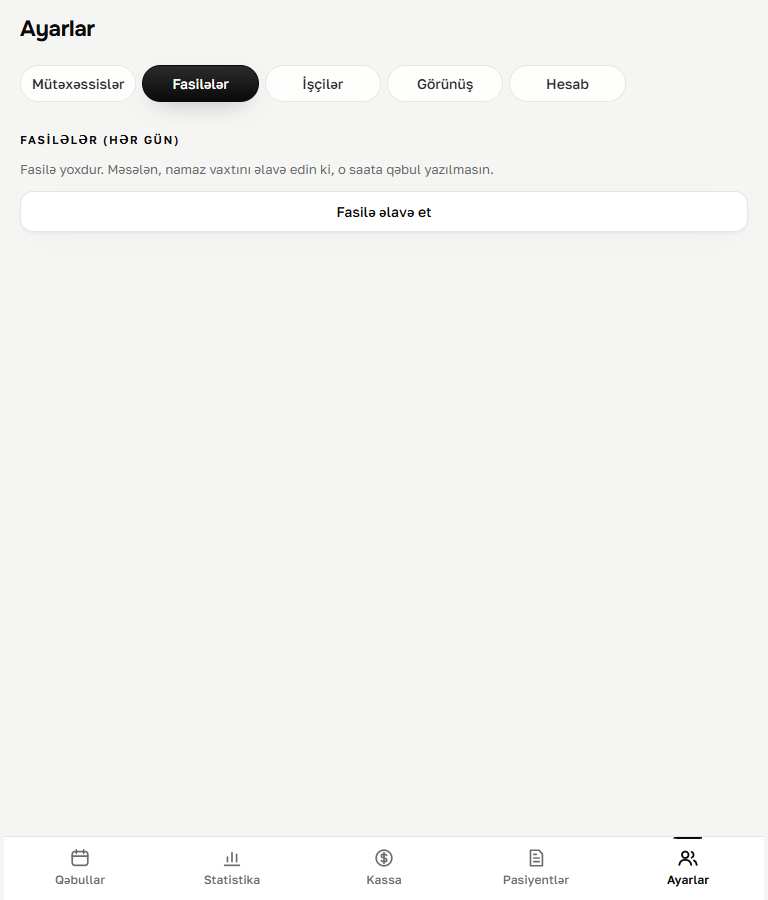 Ayarlar
Mütəxəssislər
Fasilələr
İşçilər
Görünüş
Hesab
FASİLƏLƏR (HƏR GÜN)
Fasilə yoxdur. Məsələn, namaz vaxtını əlavə edin ki, o saata qəbul yazılmasın.
Fasilə əlavə et
Qəbullar
Statistika
Kassa
Pasiyentlər
Ayarlar